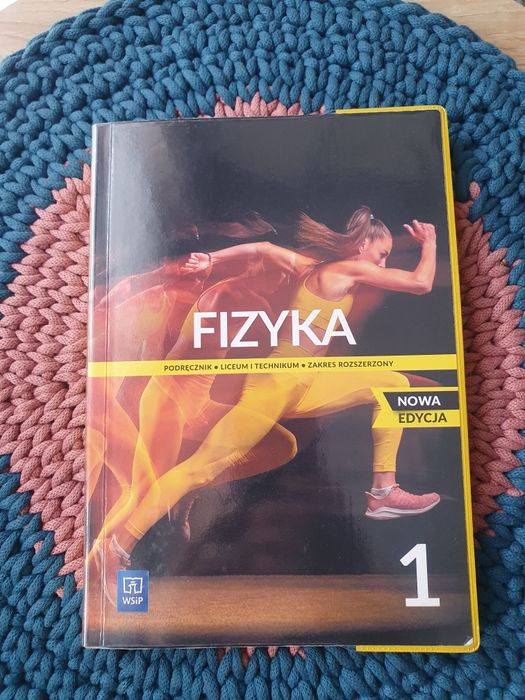 FIZYKA
PODRĘCZNIK • LICEUM I TECHNIKUM • ZAKRES ROZSZERZONY
NOWA
EDYCJA
1
WSiP